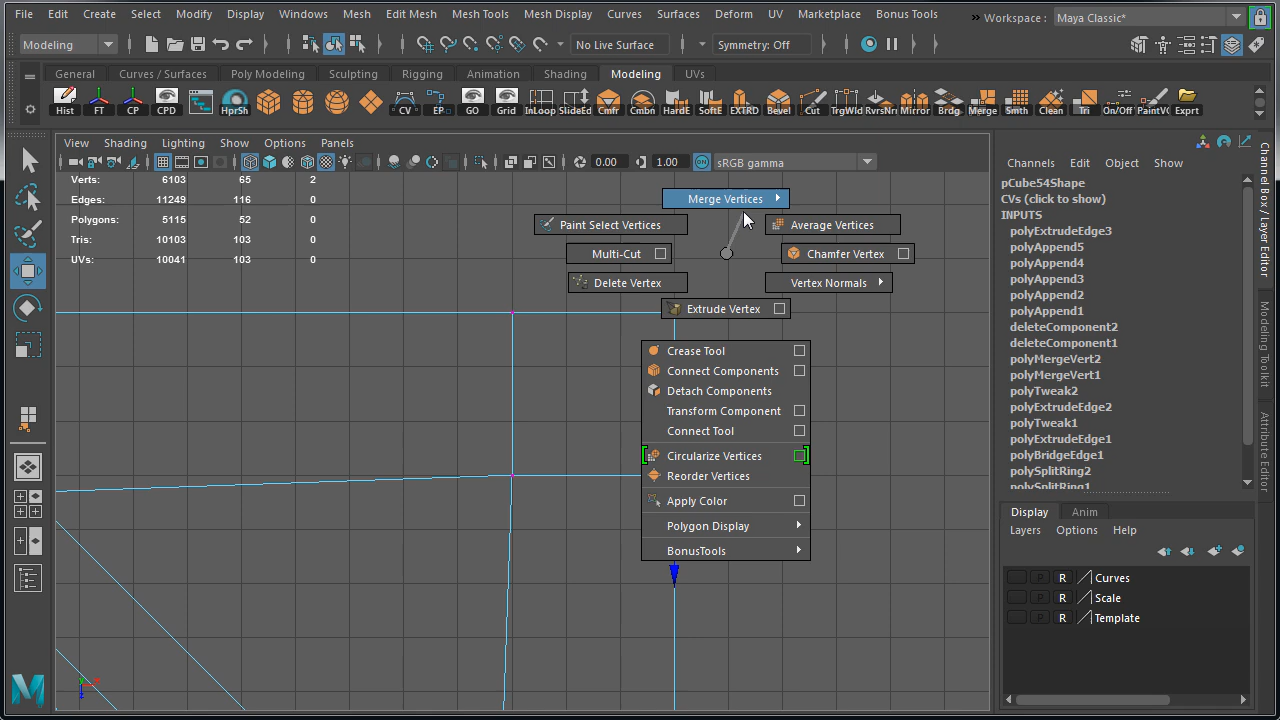 File Edit Create Select Modify Display Windows Mesh Edit Mesh Mesh Tools Mesh Display Curves Surfaces Deform UV Marketplace Bonus Tools » Workspace : Maya Classic*
Modeling No Live Surface Symmetry: Off
General Curves / Surfaces Poly Modeling Sculpting Rigging Animation Shading Modeling UVs
Hist FT CP CPD HprSh CV EP GO Grid InLoop SlideEd Cmfr Cmbn HardE SoftE EXTRD Bevel Cut Fill RvrsNn Mirror Brdg Merge Smth Clean Tri On/Off PaintVC Exprt
View Shading Lighting Show Options Panels
0.00 1.00 ON sRGB gamma
Channels Edit Object Show
Verts: 6103 65 2
Edges: 11249 116 0
Polygons: 5115 52 0
Tris: 10103 103 0
UVs: 10041 103 0
Merge Vertices
Paint Select Vertices Average Vertices
Multi-Cut Chamfer Vertex
Delete Vertex Vertex Normals
Extrude Vertex
Crease Tool
Connect Components
Detach Components
Transform Component
Connect Tool
Circularize Vertices
Reorder Vertices
Apply Color
Polygon Display
BonusTools
pCube54Shape
CVs (click to show)
INPUTS
polyExtrudeEdge3
polyAppend5
polyAppend4
polyAppend3
polyAppend2
polyAppend1
deleteComponent2
deleteComponent1
polyMergeVert2
polyMergeVert1
polyTweak2
polyExtrudeEdge2
polyTweak1
polyExtrudeEdge1
polyBridgeEdge1
polySplitRing2
polySplitRing1
Display Anim
Layers Options Help
R Curves
R Scale
R Template
Channel Box / Layer Editor
Modeling Toolkit
Attribute Editor
M